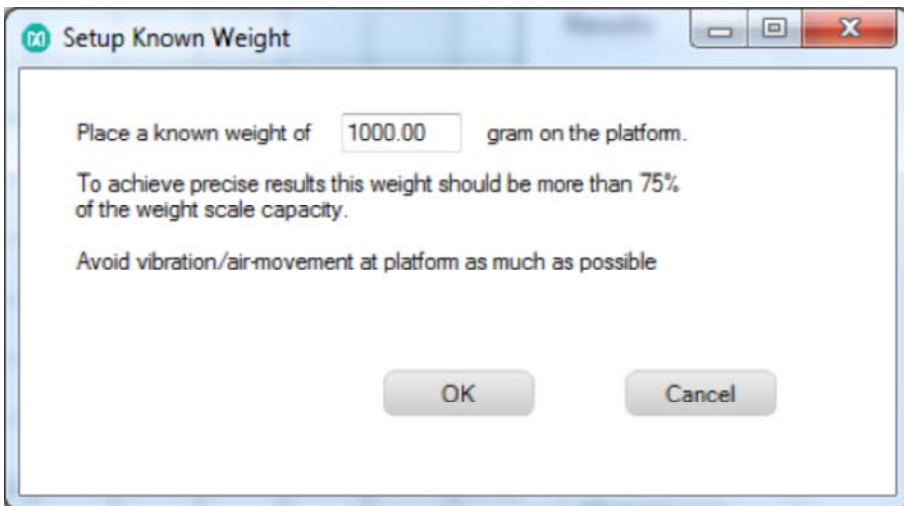 Setup Known Weight
Results
Place a known weight of 1000.00 gram on the platform.
To achieve precise results this weight should be more than 75%
of the weight scale capacity.
Avoid vibration/air-movement at platform as much as possible
OK Cancel